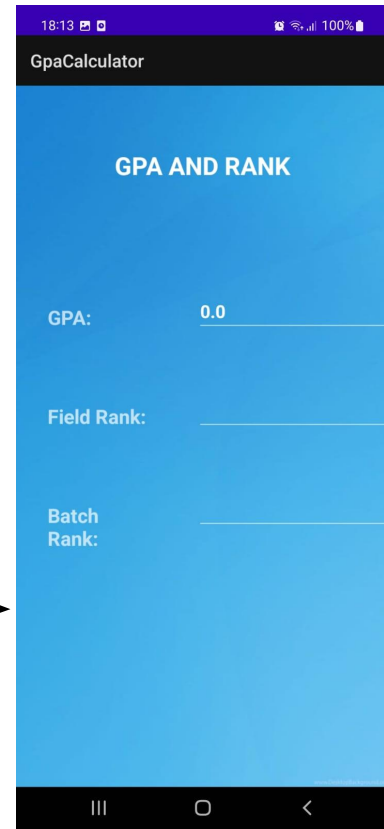 18:13 100%
GpaCalculator
GPA AND RANK
GPA: 0.0
Field Rank:
Batch
Rank: